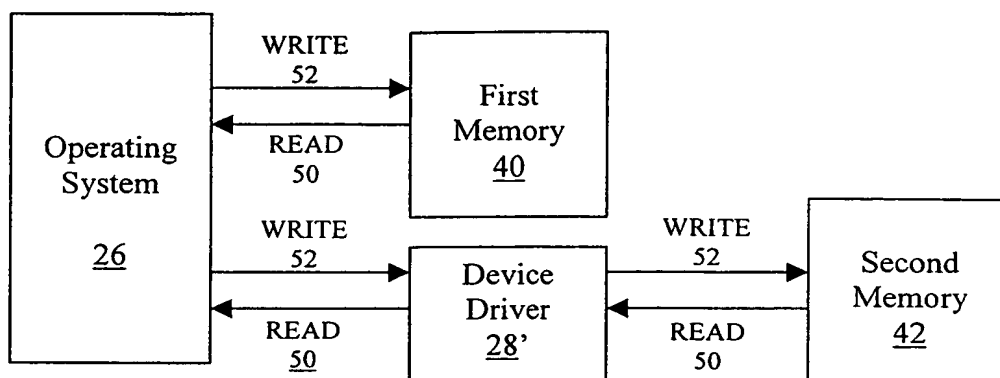 WRITE
52
First
Memory
40
READ
50
Operating
System
26
WRITE
52
Device
Driver
28'
READ
50
WRITE
52
READ
50
Second
Memory
42